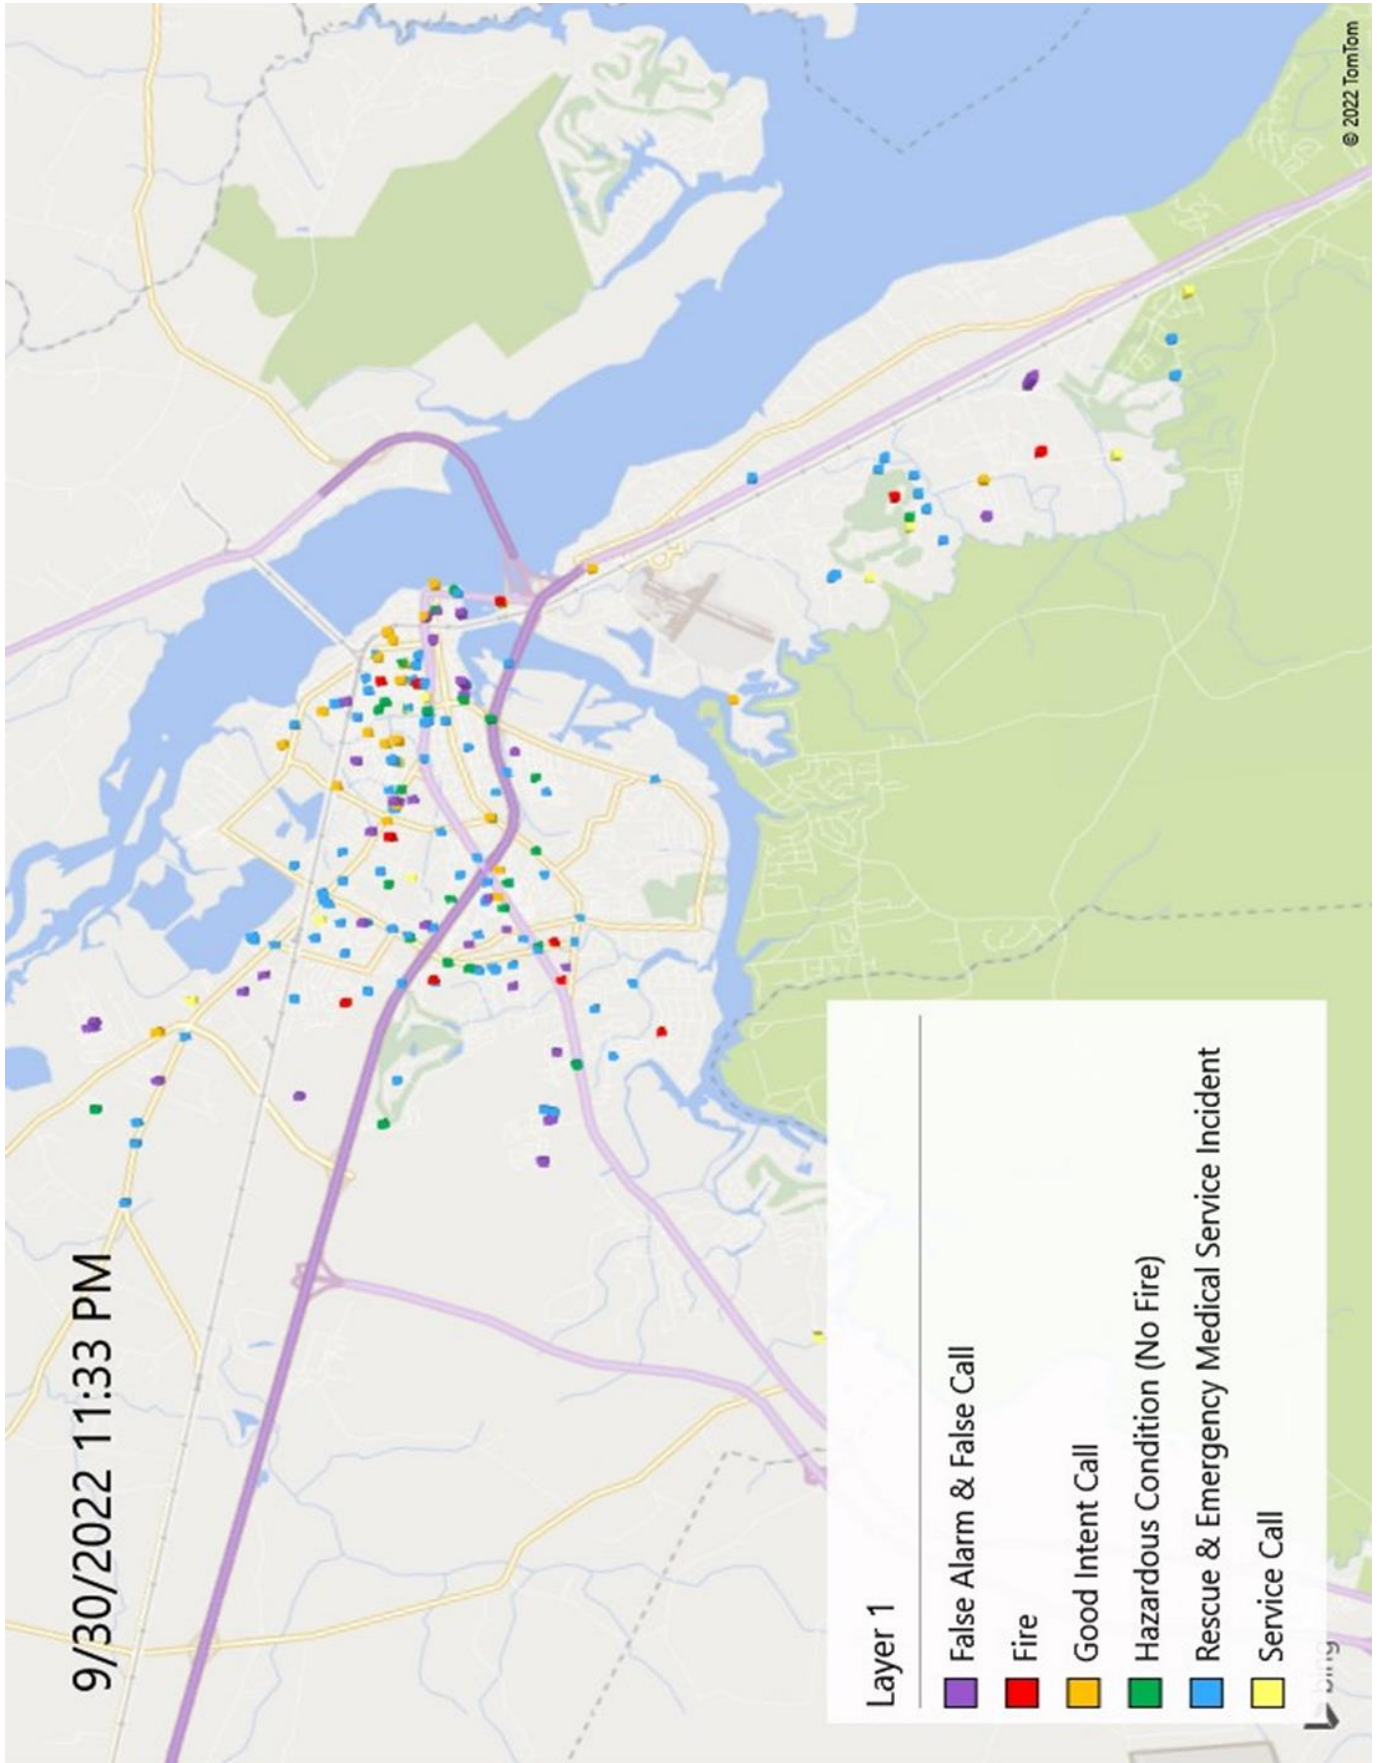 9/30/2022 11:33 PM
Layer 1
False Alarm & False Call
Fire
Good Intent Call
Hazardous Condition (No Fire)
Rescue & Emergency Medical Service Incident
Service Call
bing
© 2022 TomTom